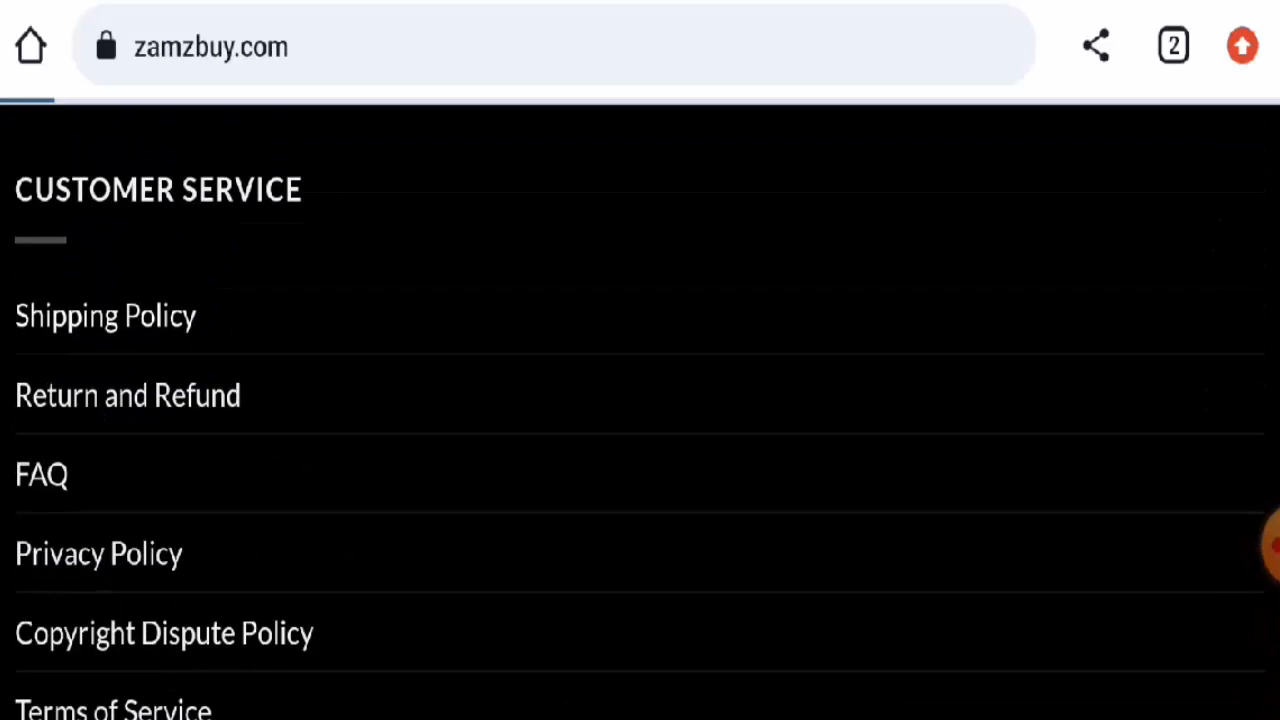 zamzbuy.com
2
CUSTOMER SERVICE
Shipping Policy
Return and Refund
FAQ
Privacy Policy
Copyright Dispute Policy
Terms of Service